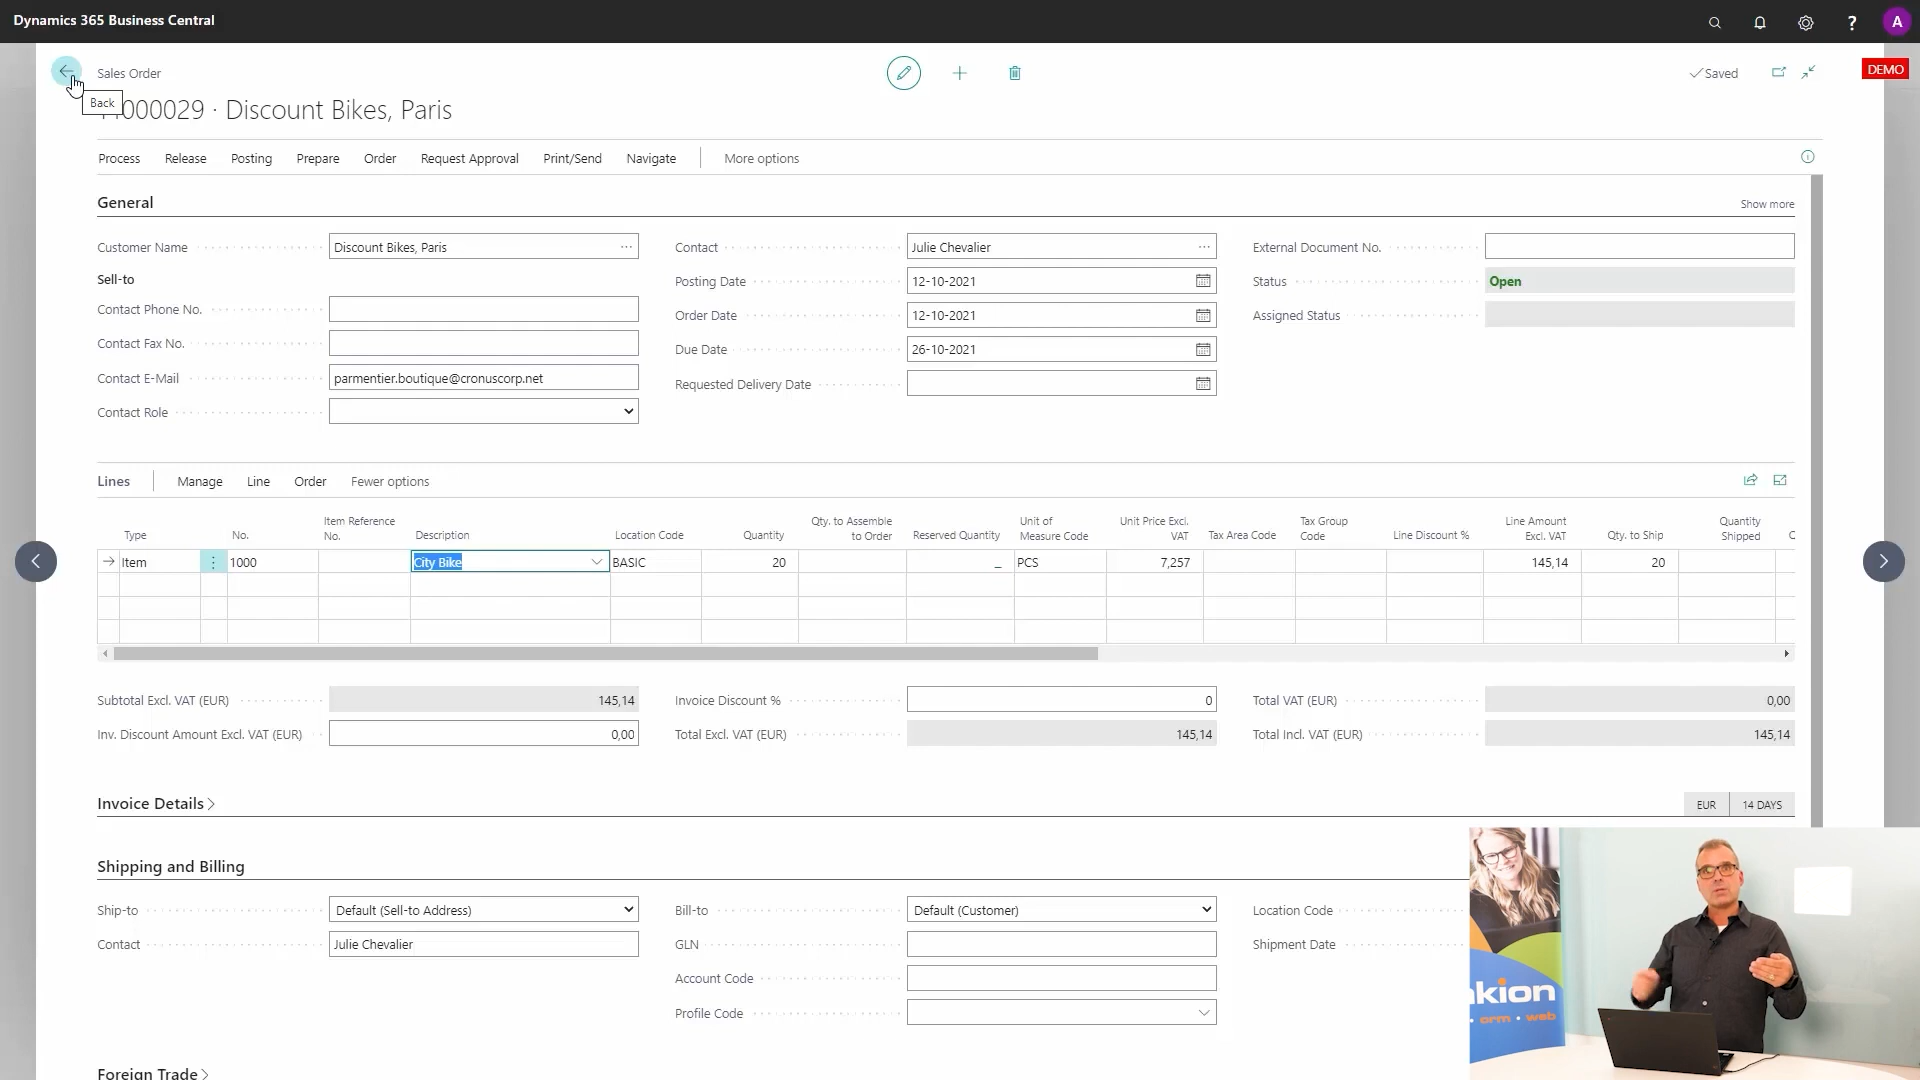 Dynamics 365 Business Central
?
A
Sales Order
Saved
DEMO
Back
000029 · Discount Bikes, Paris
Process Release Posting Prepare Order Request Approval Print/Send Navigate More options
General
Show more
Customer Name Discount Bikes, Paris
Contact Julie Chevalier
External Document No.
Sell-to
Posting Date 12-10-2021
Status Open
Contact Phone No.
Order Date 12-10-2021
Assigned Status
Contact Fax No.
Due Date 26-10-2021
Contact E-Mail parmentier.boutique@cronuscorp.net
Requested Delivery Date
Contact Role
Lines Manage Line Order Fewer options
Type No. Item Reference No. Description Location Code Quantity Qty. to Assemble to Order Reserved Quantity Unit of Measure Code Unit Price Excl. VAT Tax Area Code Tax Group Code Line Discount % Line Amount Excl. VAT Qty. to Ship Quantity Shipped
Item 1000 City Bike BASIC 20 _ PCS 7,257 145,14 20
Subtotal Excl. VAT (EUR) 145,14
Invoice Discount % 0
Total VAT (EUR) 0,00
Inv. Discount Amount Excl. VAT (EUR) 0,00
Total Excl. VAT (EUR) 145,14
Total Incl. VAT (EUR) 145,14
Invoice Details
EUR 14 DAYS
Shipping and Billing
Ship-to Default (Sell-to Address)
Bill-to Default (Customer)
Location Code
Contact Julie Chevalier
GLN
Shipment Date
Account Code
Profile Code
Foreign Trade
kion
crm • web